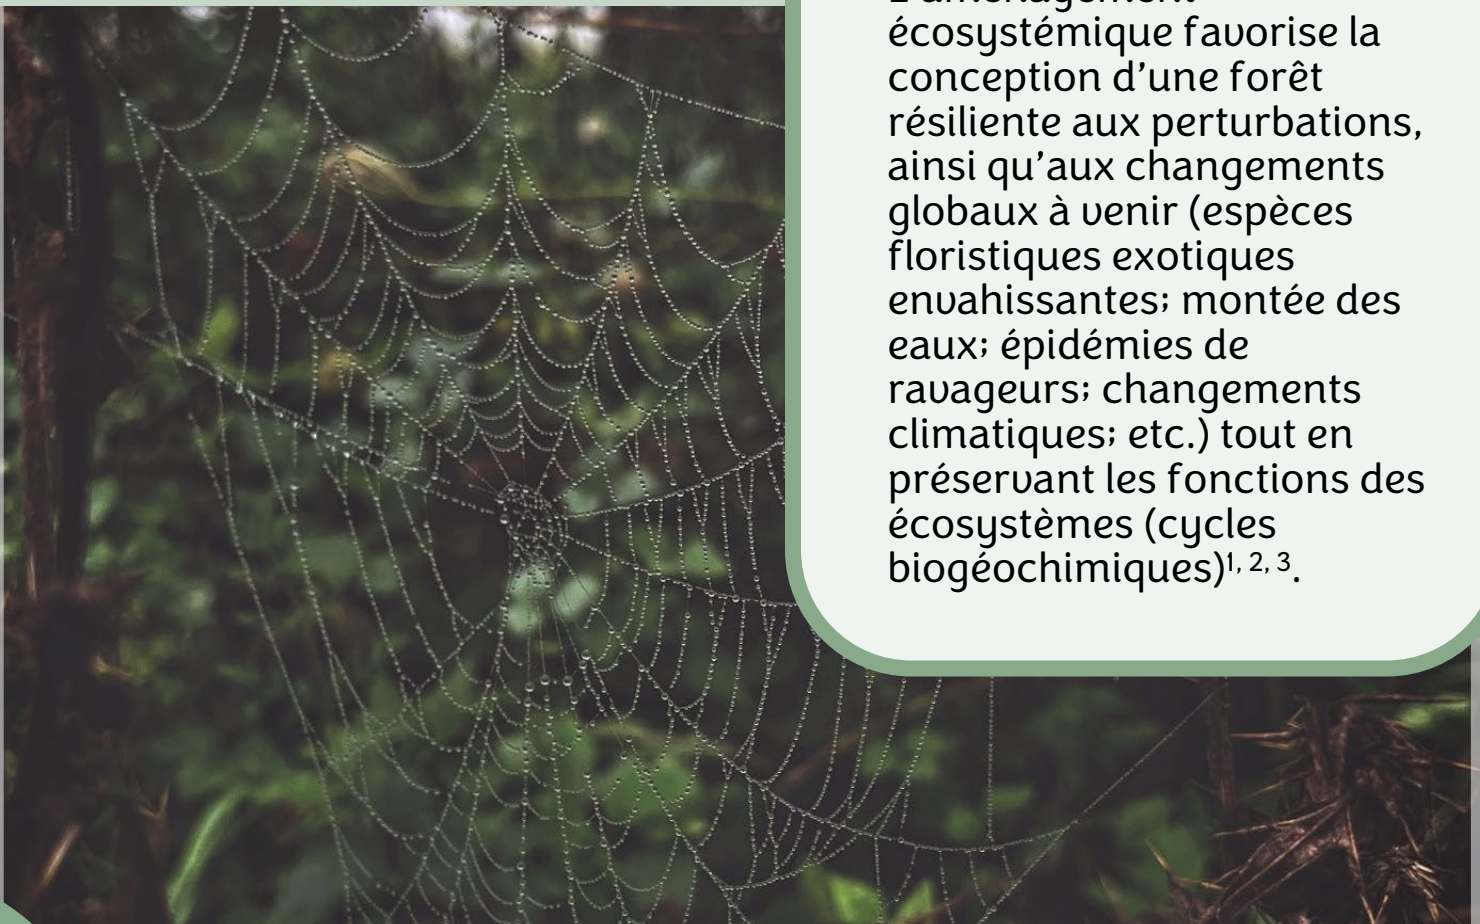 L'aménagement
écosystémique favorise la
conception d’une forêt
résiliente aux perturbations,
ainsi qu’aux changements
globaux à venir (espèces
floristiques exotiques
envahissantes; montée des
eaux; épidémies de
ravageurs; changements
climatiques; etc.) tout en
préservant les fonctions des
écosystèmes (cycles
biogéochimiques)¹, ², ³.